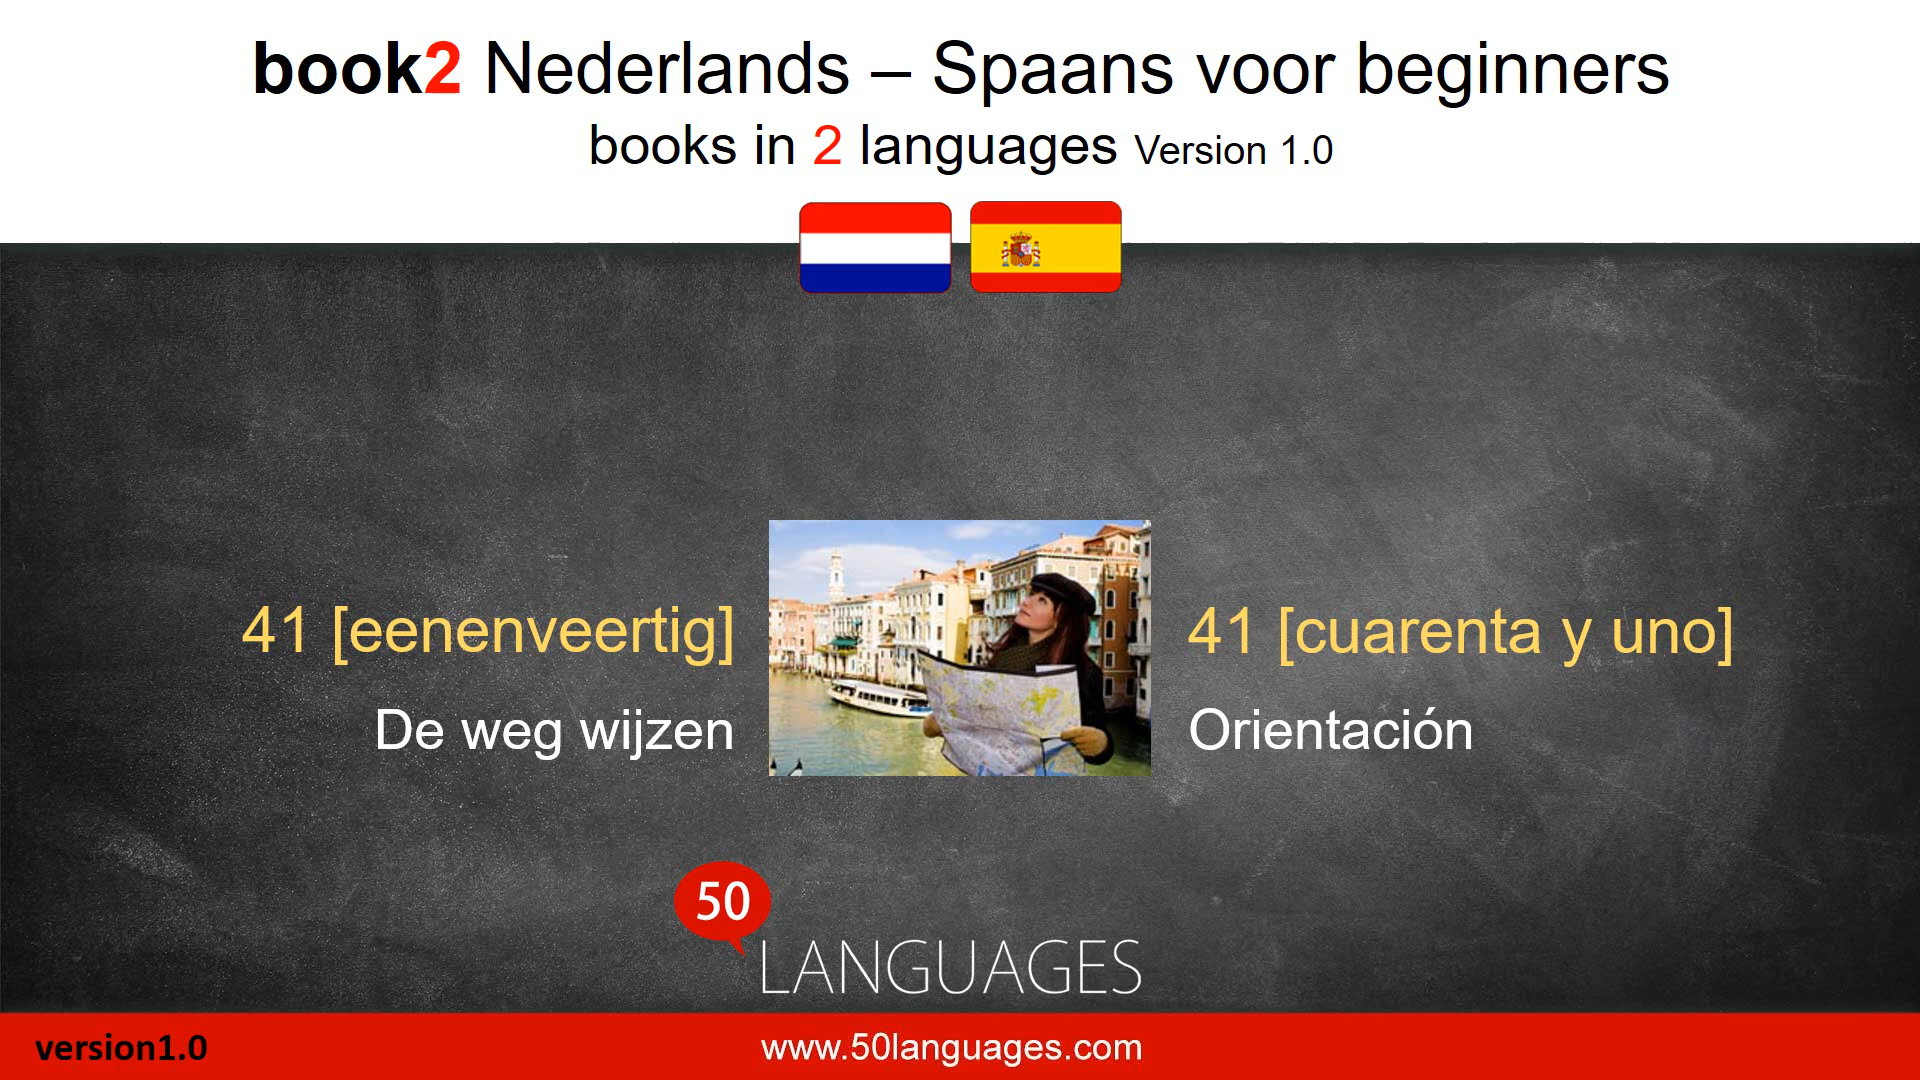 book2 Nederlands – Spaans voor beginners
books in 2 languages Version 1.0
41 [eenenveertig]
De weg wijzen
41 [cuarenta y uno]
Orientación
50
LANGUAGES
version1.0
www.50languages.com